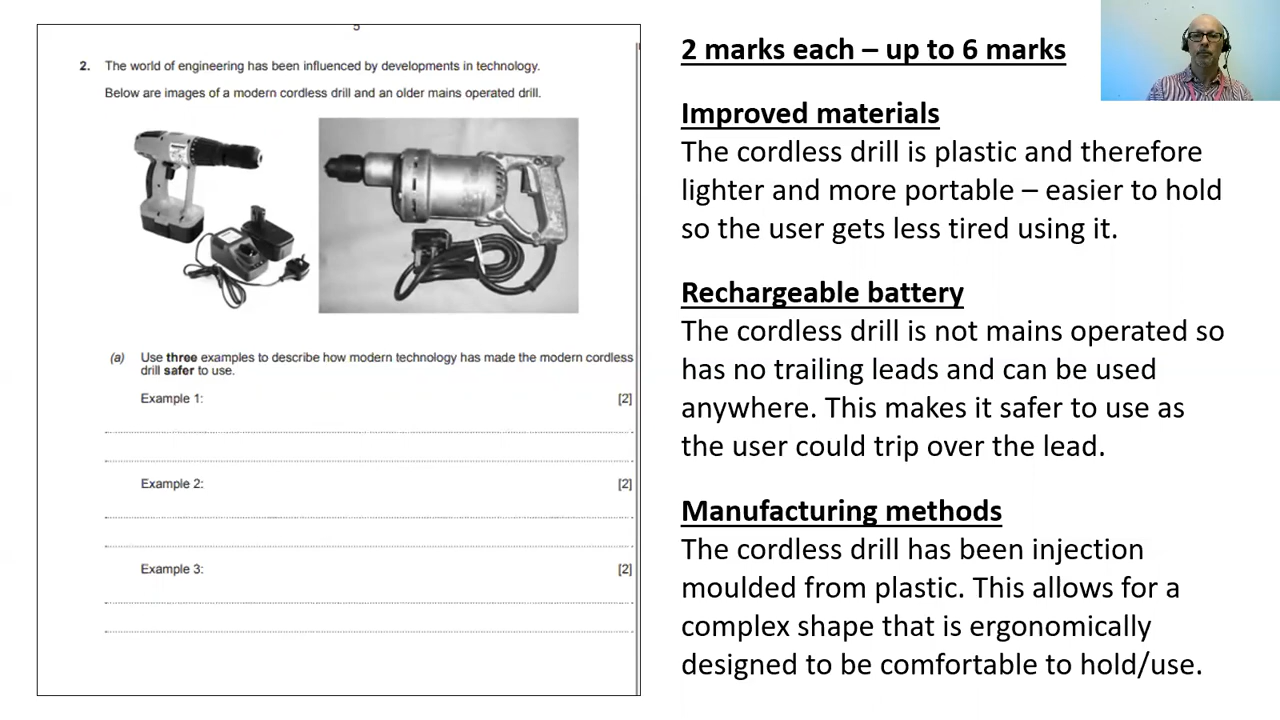 5
2. The world of engineering has been influenced by developments in technology.
Below are images of a modern cordless drill and an older mains operated drill.
(a) Use three examples to describe how modern technology has made the modern cordless
drill safer to use.
Example 1: [2]
Example 2: [2]
Example 3: [2]
2 marks each – up to 6 marks
Improved materials
The cordless drill is plastic and therefore
lighter and more portable – easier to hold
so the user gets less tired using it.
Rechargeable battery
The cordless drill is not mains operated so
has no trailing leads and can be used
anywhere. This makes it safer to use as
the user could trip over the lead.
Manufacturing methods
The cordless drill has been injection
moulded from plastic. This allows for a
complex shape that is ergonomically
designed to be comfortable to hold/use.